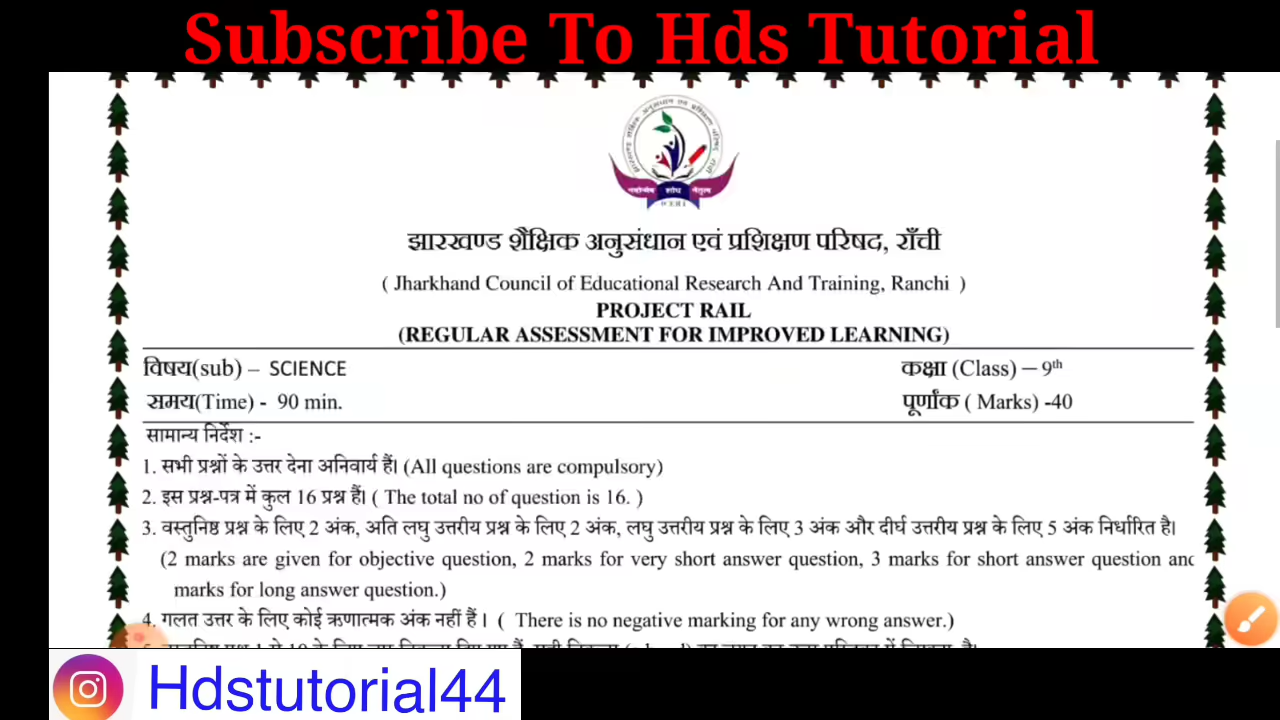 Subscribe To Hds Tutorial
झारखण्ड शैक्षिक अनुसंधान एवं प्रशिक्षण परिषद, राँची
( Jharkhand Council of Educational Research And Training, Ranchi )
PROJECT RAIL
(REGULAR ASSESSMENT FOR IMPROVED LEARNING)
विषय(sub) – SCIENCE
कक्षा (Class) – 9th
समय(Time) - 90 min.
पूर्णांक ( Marks) -40
सामान्य निर्देश :-
1. सभी प्रश्नों के उत्तर देना अनिवार्य हैं। (All questions are compulsory)
2. इस प्रश्न-पत्र में कुल 16 प्रश्न हैं। ( The total no of question is 16. )
3. वस्तुनिष्ठ प्रश्न के लिए 2 अंक, अति लघु उत्तरीय प्रश्न के लिए 2 अंक, लघु उत्तरीय प्रश्न के लिए 3 अंक और दीर्घ उत्तरीय प्रश्न के लिए 5 अंक निर्धारित है।
(2 marks are given for objective question, 2 marks for very short answer question, 3 marks for short answer question and
marks for long answer question.)
4. गलत उत्तर के लिए कोई ऋणात्मक अंक नहीं हैं । ( There is no negative marking for any wrong answer.)
Hdstutorial44